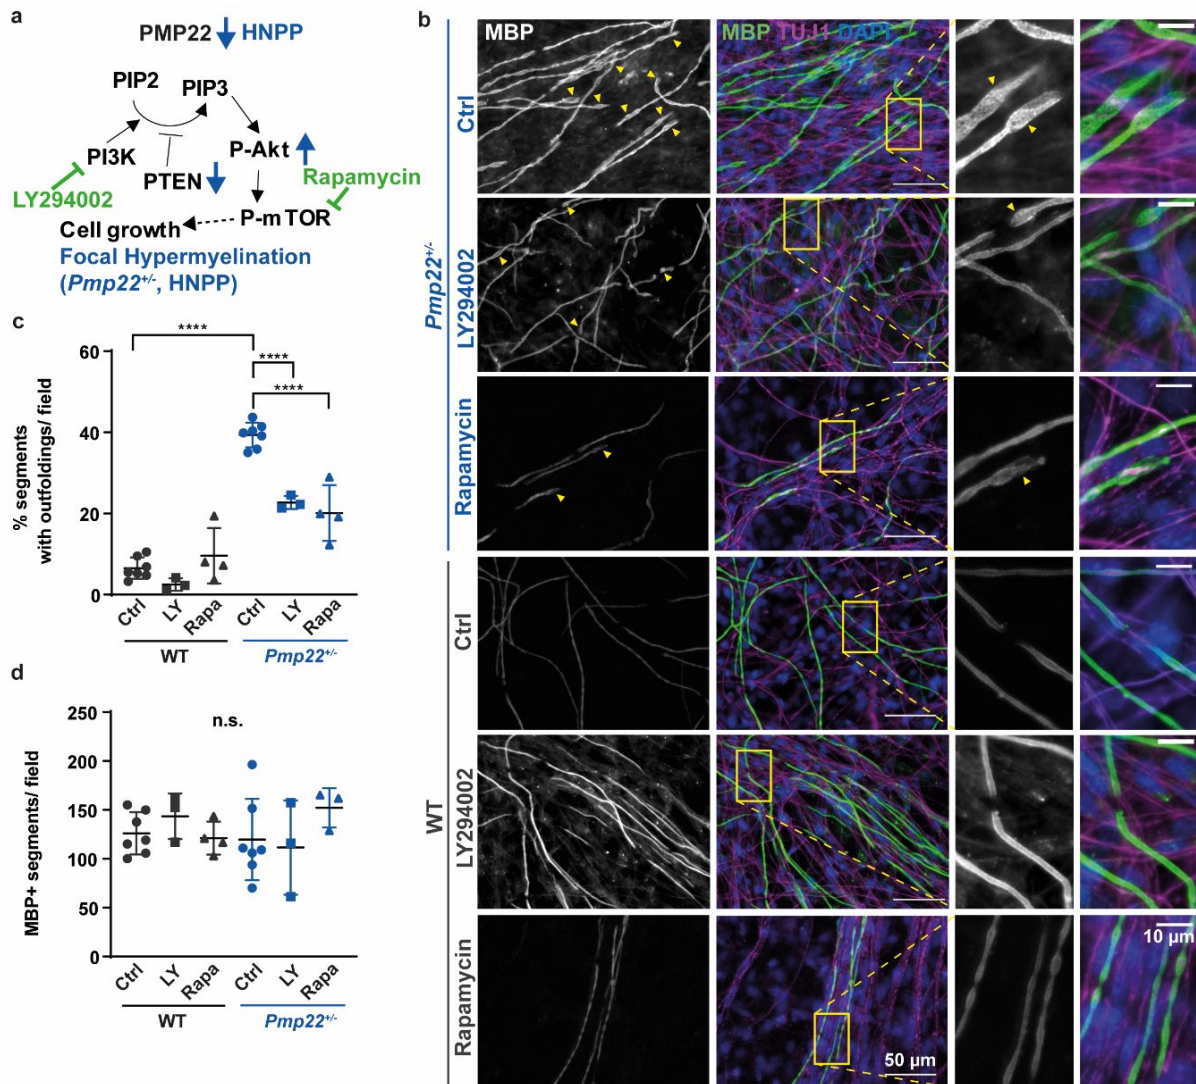 a
PMP22 HNPP
PIP2
PIP3
PI3K
P-Akt
PTEN
LY294002
Rapamycin
P-mTOR
Cell growth
Focal Hypermyelination
(Pmp22+/-, HNPP)
b
MBP
MBP TUJ1 DAPI
Pmp22+/-
Ctrl
LY294002
Rapamycin
WT
Ctrl
LY294002
Rapamycin
10 µm
50 µm
c
****
****
****
% segments
with outfoldings/ field
60
40
20
0
Ctrl
LY
Rapa
Ctrl
LY
Rapa
WT
Pmp22+/-
d
n.s.
MBP+ segments/ field
250
200
150
100
50
0
Ctrl
LY
Rapa
Ctrl
LY
Rapa
WT
Pmp22+/-